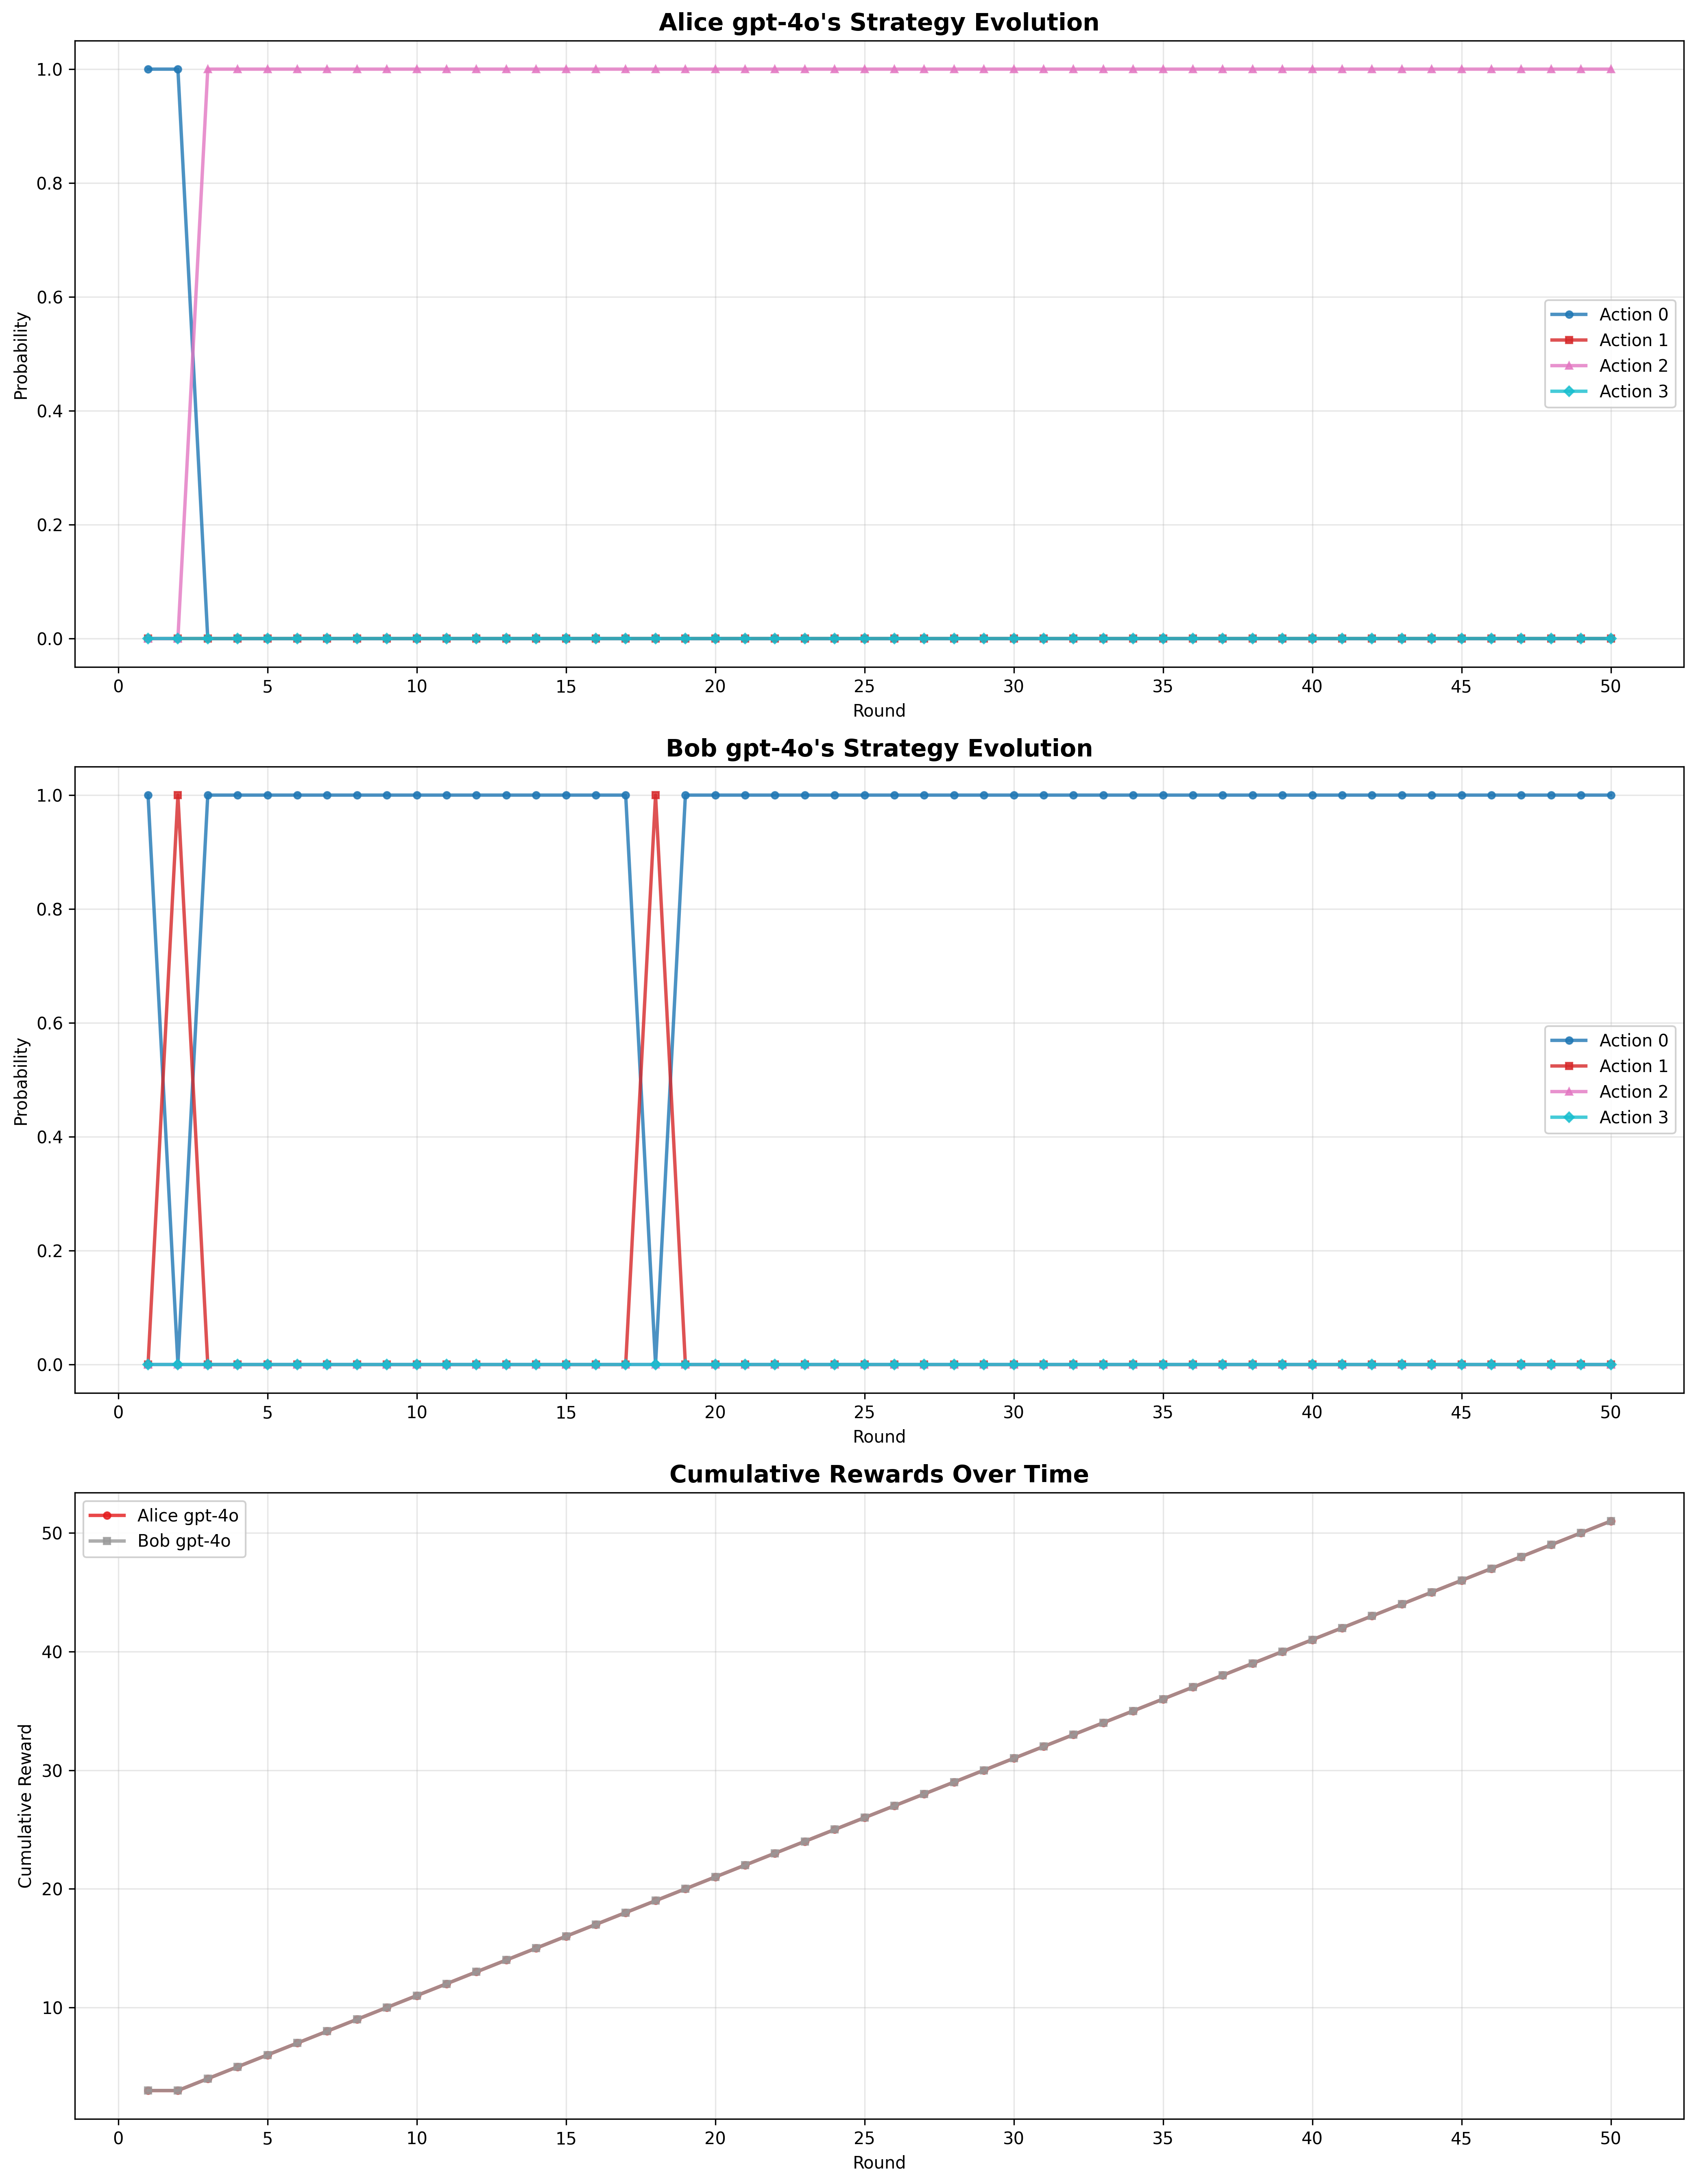 Alice gpt-4o's Strategy Evolution
1.0
0.8
0.6
0.4
0.2
0.0
Probability
Action 0
Action 1
Action 2
Action 3
0 5 10 15 20 25 30 35 40 45 50
Round
Bob gpt-4o's Strategy Evolution
1.0
0.8
0.6
0.4
0.2
0.0
Probability
Action 0
Action 1
Action 2
Action 3
0 5 10 15 20 25 30 35 40 45 50
Round
Cumulative Rewards Over Time
Alice gpt-4o
Bob gpt-4o
50
40
30
20
10
Cumulative Reward
0 5 10 15 20 25 30 35 40 45 50
Round